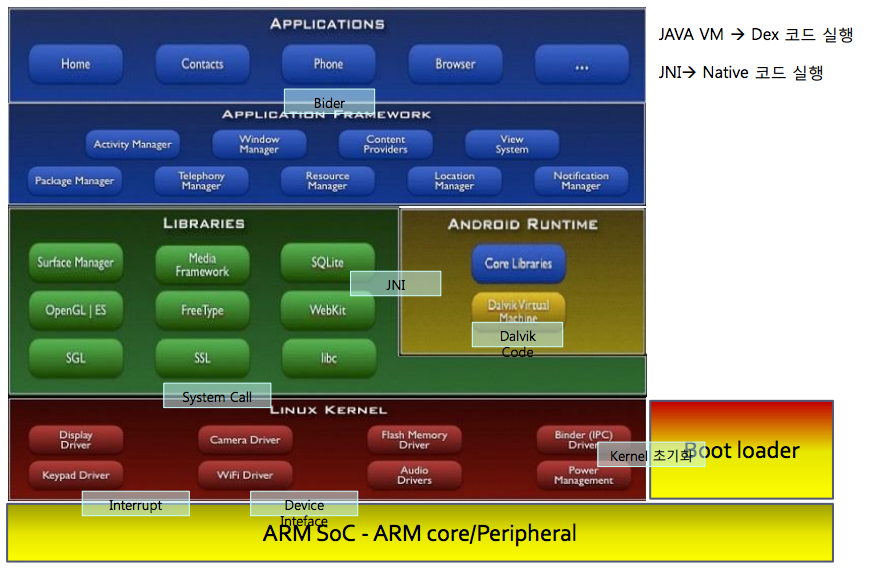 APPLICATIONS
JAVA VM → Dex 코드 실행
Home
Contacts
Phone
Browser
...
JNI→ Native 코드 실행
Bider
APPLICATION FRAMEWORK
Activity Manager
Window
Manager
Content
Providers
View
System
Package Manager
Telephony
Manager
Resource
Manager
Location
Manager
Notification
Manager
LIBRARIES
Surface Manager
Media
Framework
SQLite
JNI
OpenGL | ES
FreeType
WebKit
SGL
SSL
libc
ANDROID RUNTIME
Core Libraries
Dalvik Virtual
Machine
Dalvik
Code
System Call
LINUX KERNEL
Display
Driver
Camera Driver
Flash Memory
Driver
Binder (IPC)
Driver
Keypad Driver
WiFi Driver
Audio
Drivers
Power
Management
Kernel 초기화
Boot loader
Interrupt
Device
Inteface
ARM SoC - ARM core/Peripheral